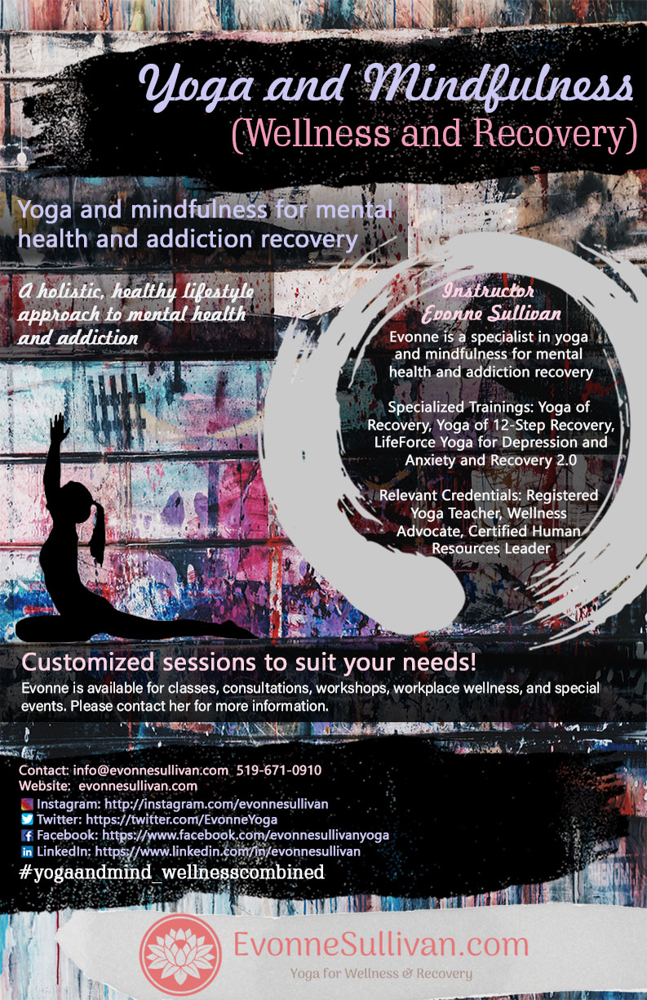 Yoga and Mindfulness
(Wellness and Recovery)
Yoga and mindfulness for mental
health and addiction recovery
A holistic, healthy lifestyle
approach to mental health
and addiction
Instructor
Evonne Sullivan
Evonne is a specialist in yoga
and mindfulness for mental
health and addiction recovery
Specialized Trainings: Yoga of
Recovery, Yoga of 12-Step Recovery,
LifeForce Yoga for Depression and
Anxiety and Recovery 2.0
Relevant Credentials: Registered
Yoga Teacher, Wellness
Advocate, Certified Human
Resources Leader
Customized sessions to suit your needs!
Evonne is available for classes, consultations, workshops, workplace wellness, and special
events. Please contact her for more information.
Contact: info@evonnesullivan.com 519-671-0910
Website: evonnesullivan.com
Instagram: http://instagram.com/evonnesullivan
Twitter: https://twitter.com/EvonneYoga
Facebook: https://www.facebook.com/evonnesullivanyoga
LinkedIn: https://www.linkedin.com/in/evonnesullivan
#yogaandmind_wellnesscombined
EvonneSullivan.com
Yoga for Wellness & Recovery